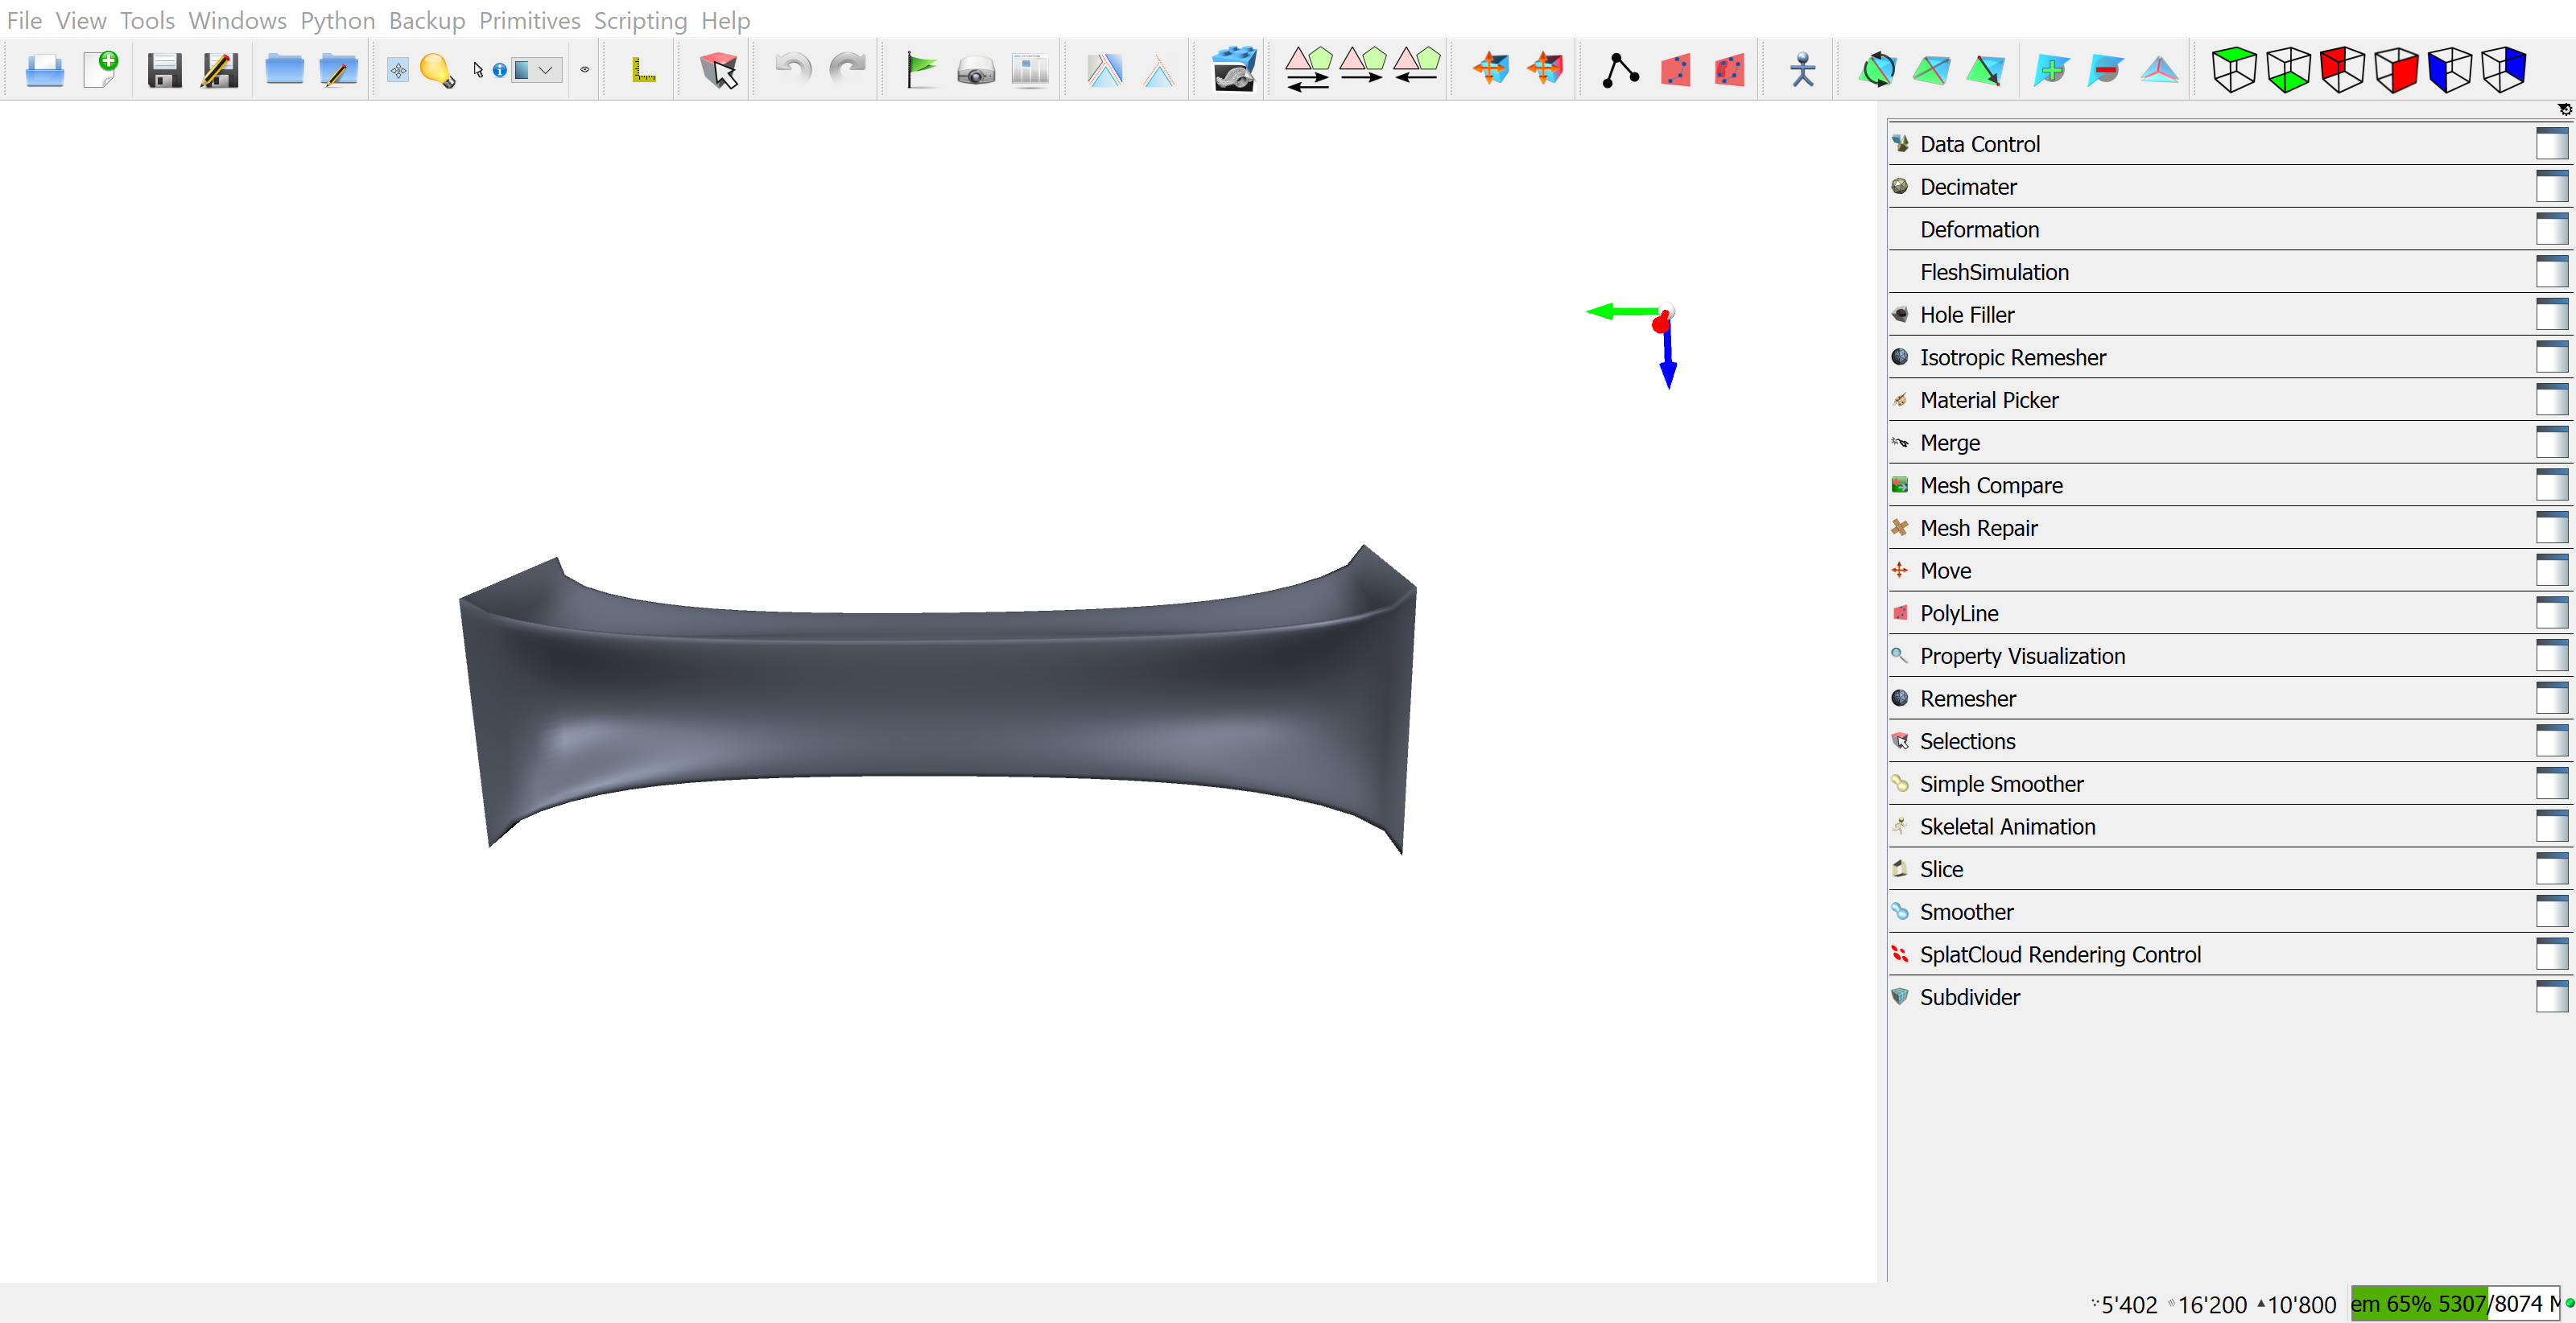 File View Tools Windows Python Backup Primitives Scripting Help
Data Control
Decimater
Deformation
FleshSimulation
Hole Filler
Isotropic Remesher
Material Picker
Merge
Mesh Compare
Mesh Repair
Move
PolyLine
Property Visualization
Remesher
Selections
Simple Smoother
Skeletal Animation
Slice
Smoother
SplatCloud Rendering Control
Subdivider
5'402 16'200 10'800 em 65% 5307/8074 M